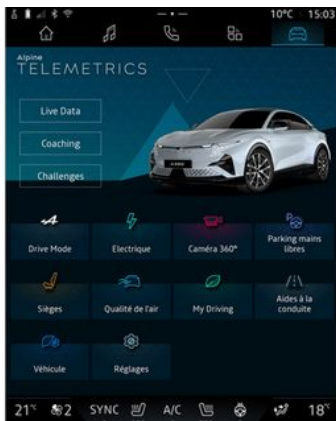 10°C 15:03
Alpine
TELEMETRICS
Live Data
Coaching
Challenges
Drive Mode
Electrique
Caméra 360°
Parking mains
libres
Sièges
Qualité de l'air
My Driving
Aides à la
conduite
Véhicule
Réglages
21°C 2 SYNC A/C 18°C